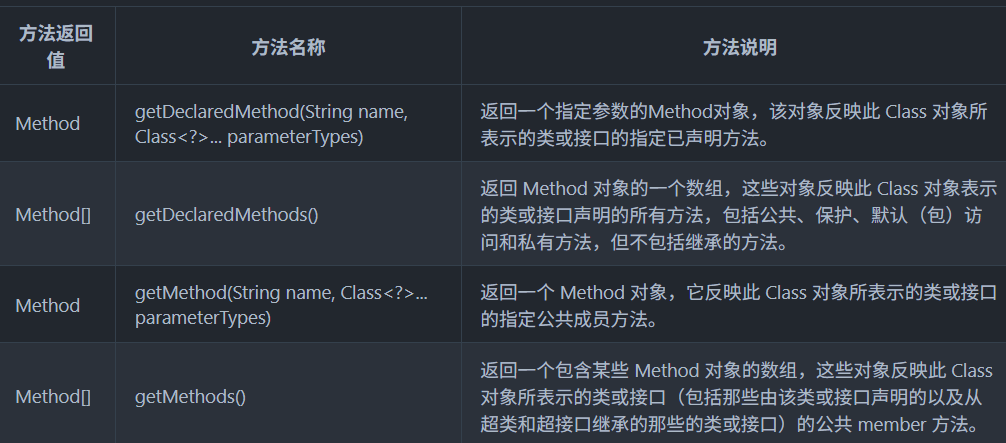 方法返回
值
方法名称
方法说明
Method
getDeclaredMethod(String name,
Class<?>... parameterTypes)
返回一个指定参数的Method对象，该对象反映此 Class 对象所
表示的类或接口的指定已声明方法。
Method[]
getDeclaredMethods()
返回 Method 对象的一个数组，这些对象反映此 Class 对象表示
的类或接口声明的所有方法，包括公共、保护、默认（包）访
问和私有方法，但不包括继承的方法。
Method
getMethod(String name, Class<?>...
parameterTypes)
返回一个 Method 对象，它反映此 Class 对象所表示的类或接口
的指定公共成员方法。
Method[]
getMethods()
返回一个包含某些 Method 对象的数组，这些对象反映此 Class
对象所表示的类或接口（包括那些由该类或接口声明的以及从
超类和超接口继承的那些的类或接口）的公共 member 方法。